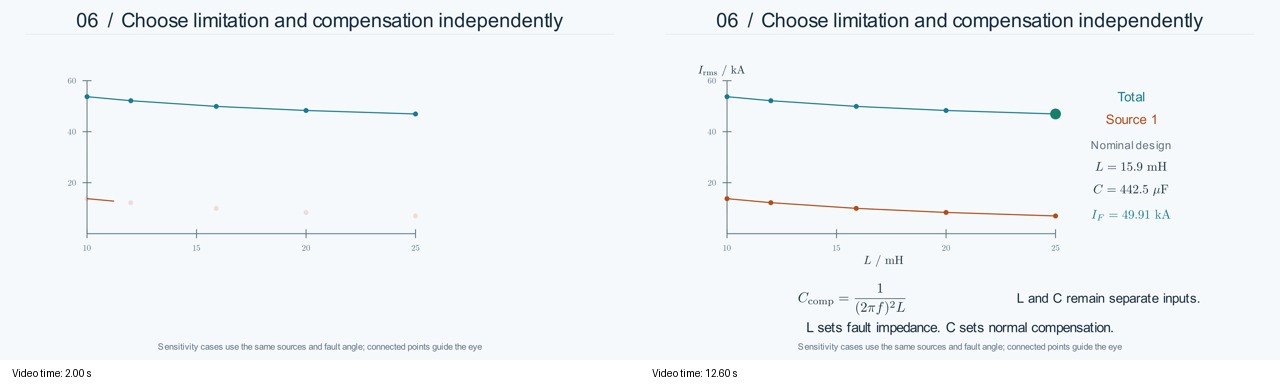 06 / Choose limitation and compensation independently
60
40
20
10 15 20 25
Sensitivity cases use the same sources and fault angle; connected points guide the eye
Video time: 2.00 s
06 / Choose limitation and compensation independently
I_rms / kA
60
40
20
10 15 20 25
L / mH
Total
Source 1
Nominal design
L = 15.9 mH
C = 442.5 μF
I_F = 49.91 kA
C_comp = 1 / (2πf)²L
L and C remain separate inputs.
L sets fault impedance. C sets normal compensation.
Sensitivity cases use the same sources and fault angle; connected points guide the eye
Video time: 12.60 s